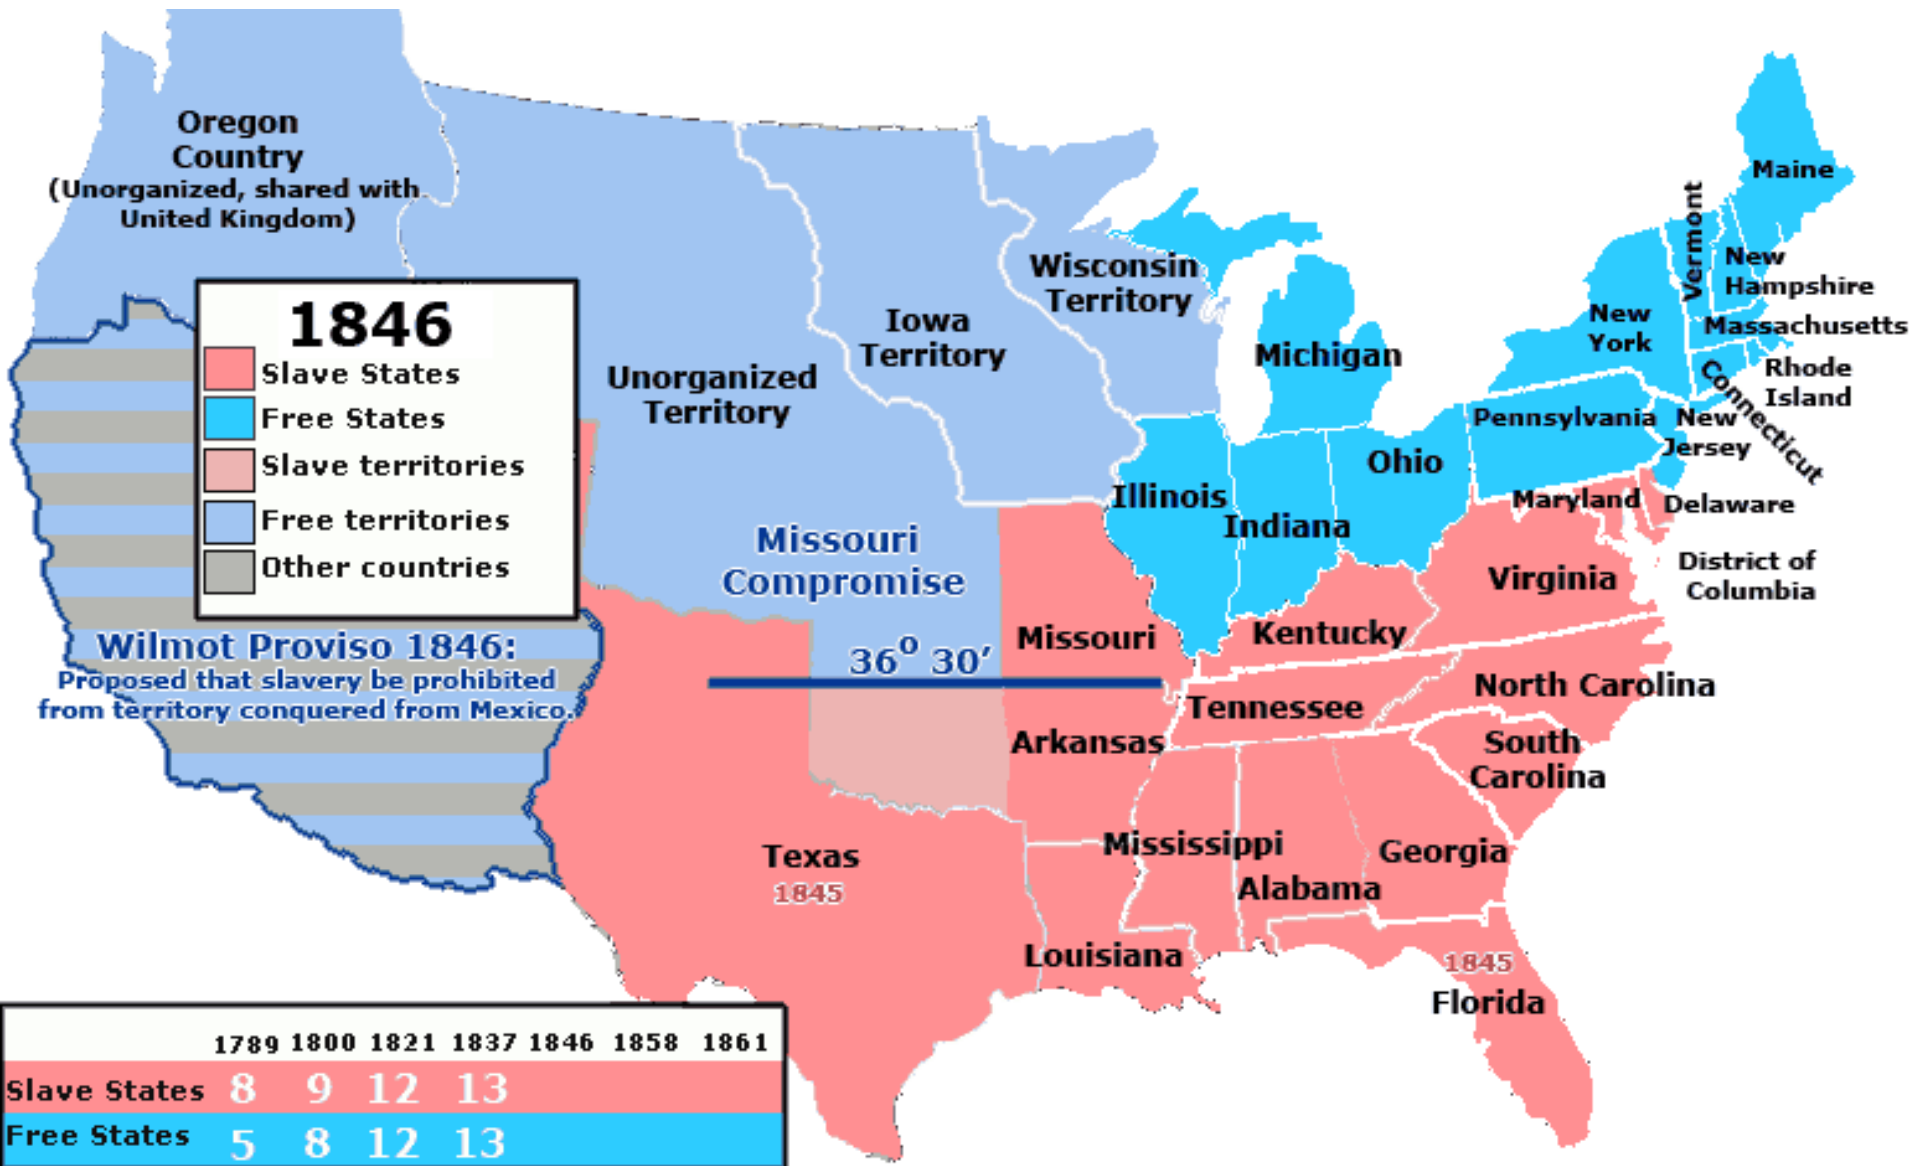 Oregon
Country
(Unorganized, shared with
United Kingdom)
Maine
Vermont
New
Hampshire
Wisconsin
Territory
Iowa
Territory
New
York
Massachusetts
1846
Slave States
Free States
Slave territories
Free territories
Other countries
Unorganized
Territory
Michigan
Rhode
Island
Connecticut
Pennsylvania
New
Jersey
Ohio
Illinois
Indiana
Maryland
Delaware
Missouri
Compromise
District of
Columbia
Virginia
Wilmot Proviso 1846:
Proposed that slavery be prohibited
from territory conquered from Mexico.
36° 30′
Missouri
Kentucky
North Carolina
Tennessee
Arkansas
South
Carolina
Texas
1845
Mississippi
Alabama
Georgia
Louisiana
1845
Florida
1789 1800 1821 1837 1846 1858 1861
Slave States 8 9 12 13
Free States 5 8 12 13